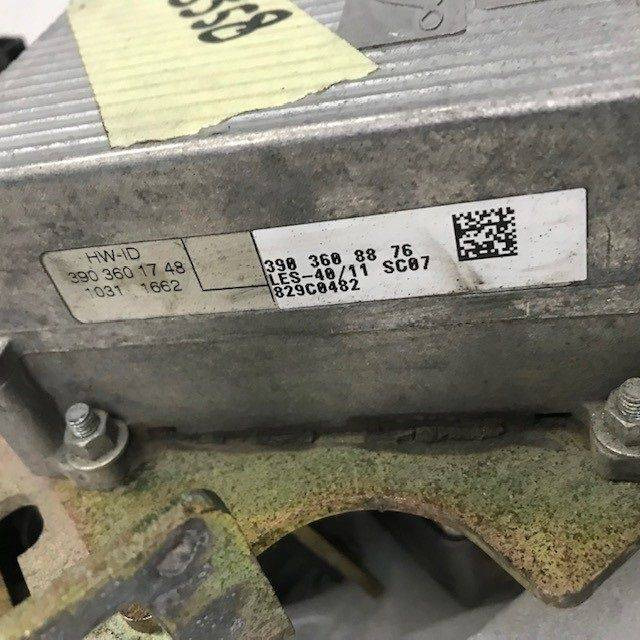 HW-ID
390 360 17 48
1031 1662
390 360 88 76
LES-40/11 SC07
829C0482